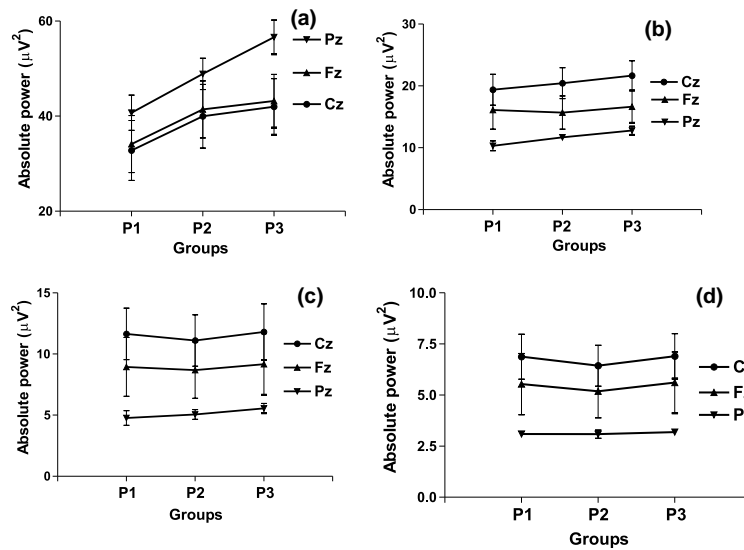 (a)
Absolute power (μV²)
60
40
20
Pz
Fz
Cz
P1 P2 P3
Groups
(b)
Absolute power (μV²)
30
20
10
0
Cz
Fz
Pz
P1 P2 P3
Groups
(c)
Absolute power (μV²)
15
10
5
0
Cz
Fz
Pz
P1 P2 P3
Groups
(d)
Absolute power (μV²)
10.0
7.5
5.0
2.5
0.0
C
F
P
P1 P2 P3
Groups